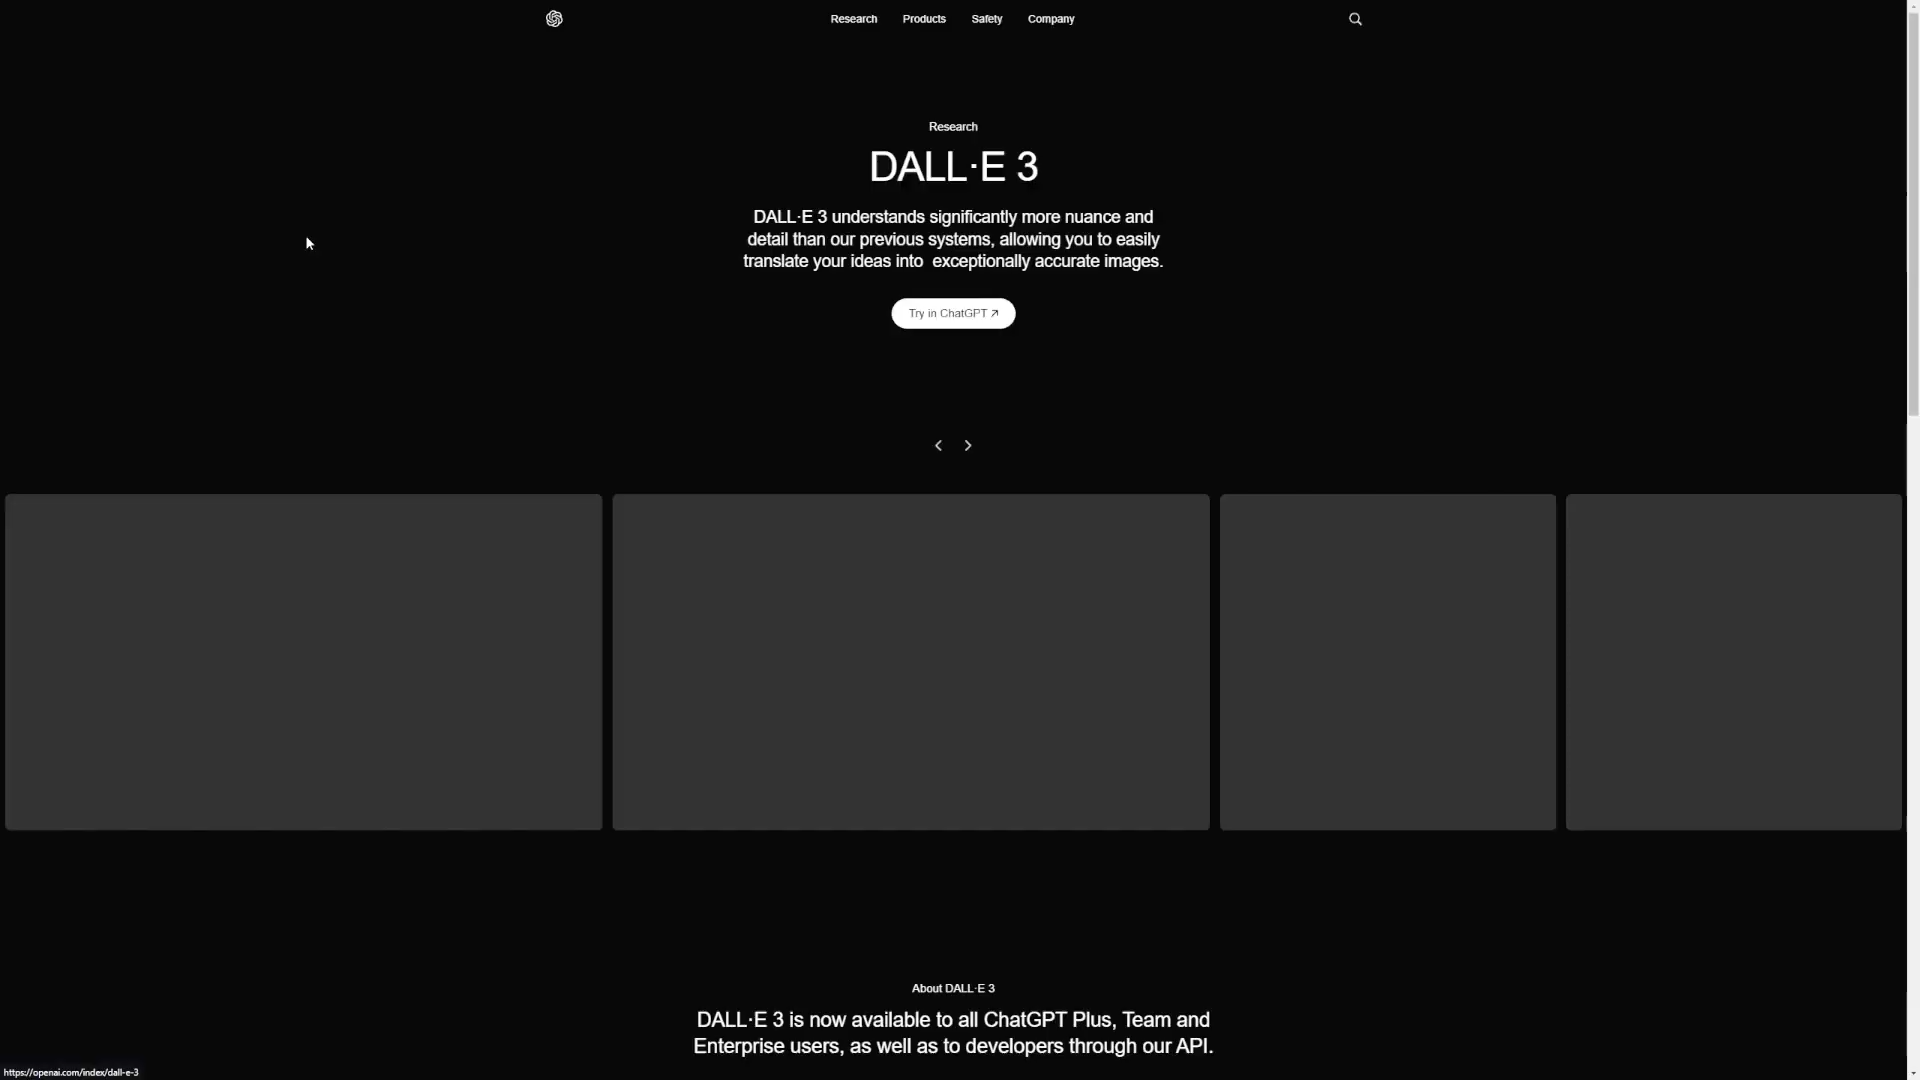 Research
Products
Safety
Company
Research
DALL·E 3
DALL·E 3 understands significantly more nuance and
detail than our previous systems, allowing you to easily
translate your ideas into  exceptionally accurate images.
Try in ChatGPT ↗
About DALL·E 3
DALL·E 3 is now available to all ChatGPT Plus, Team and
Enterprise users, as well as to developers through our API.
https://openai.com/index/dall-e-3